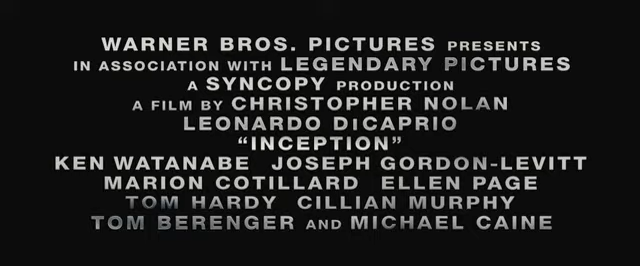 WARNER BROS. PICTURES PRESENTS
IN ASSOCIATION WITH LEGENDARY PICTURES
A SYNCOPY PRODUCTION
A FILM BY CHRISTOPHER NOLAN
LEONARDO DiCAPRIO
“INCEPTION”
KEN WATANABE JOSEPH GORDON-LEVITT
MARION COTILLARD ELLEN PAGE
TOM HARDY CILLIAN MURPHY
TOM BERENGER AND MICHAEL CAINE